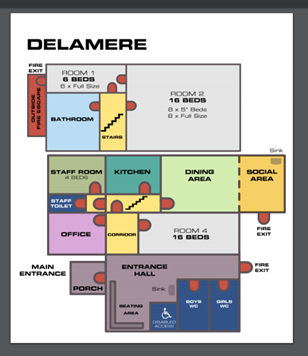 DELAMERE
FIRE
EXIT
OUTSIDE
FIRE ESCAPE
ROOM 1
6 BEDS
6 x Full Size
ROOM 2
16 BEDS
8 x 5" Beds
8 x Full Size
BATHROOM
STAIRS
Sink
STAFF ROOM
4 BEDS
KITCHEN
DINING
AREA
SOCIAL
AREA
STAFF
TOILET
OFFICE
CORRIDOR
ROOM 4
16 BEDS
FIRE
EXIT
MAIN
ENTRANCE
ENTRANCE
HALL
FIRE
EXIT
PORCH
Sink
SEATING
AREA
BOYS
WC
GIRLS
WC
DISABLED
ACCESS